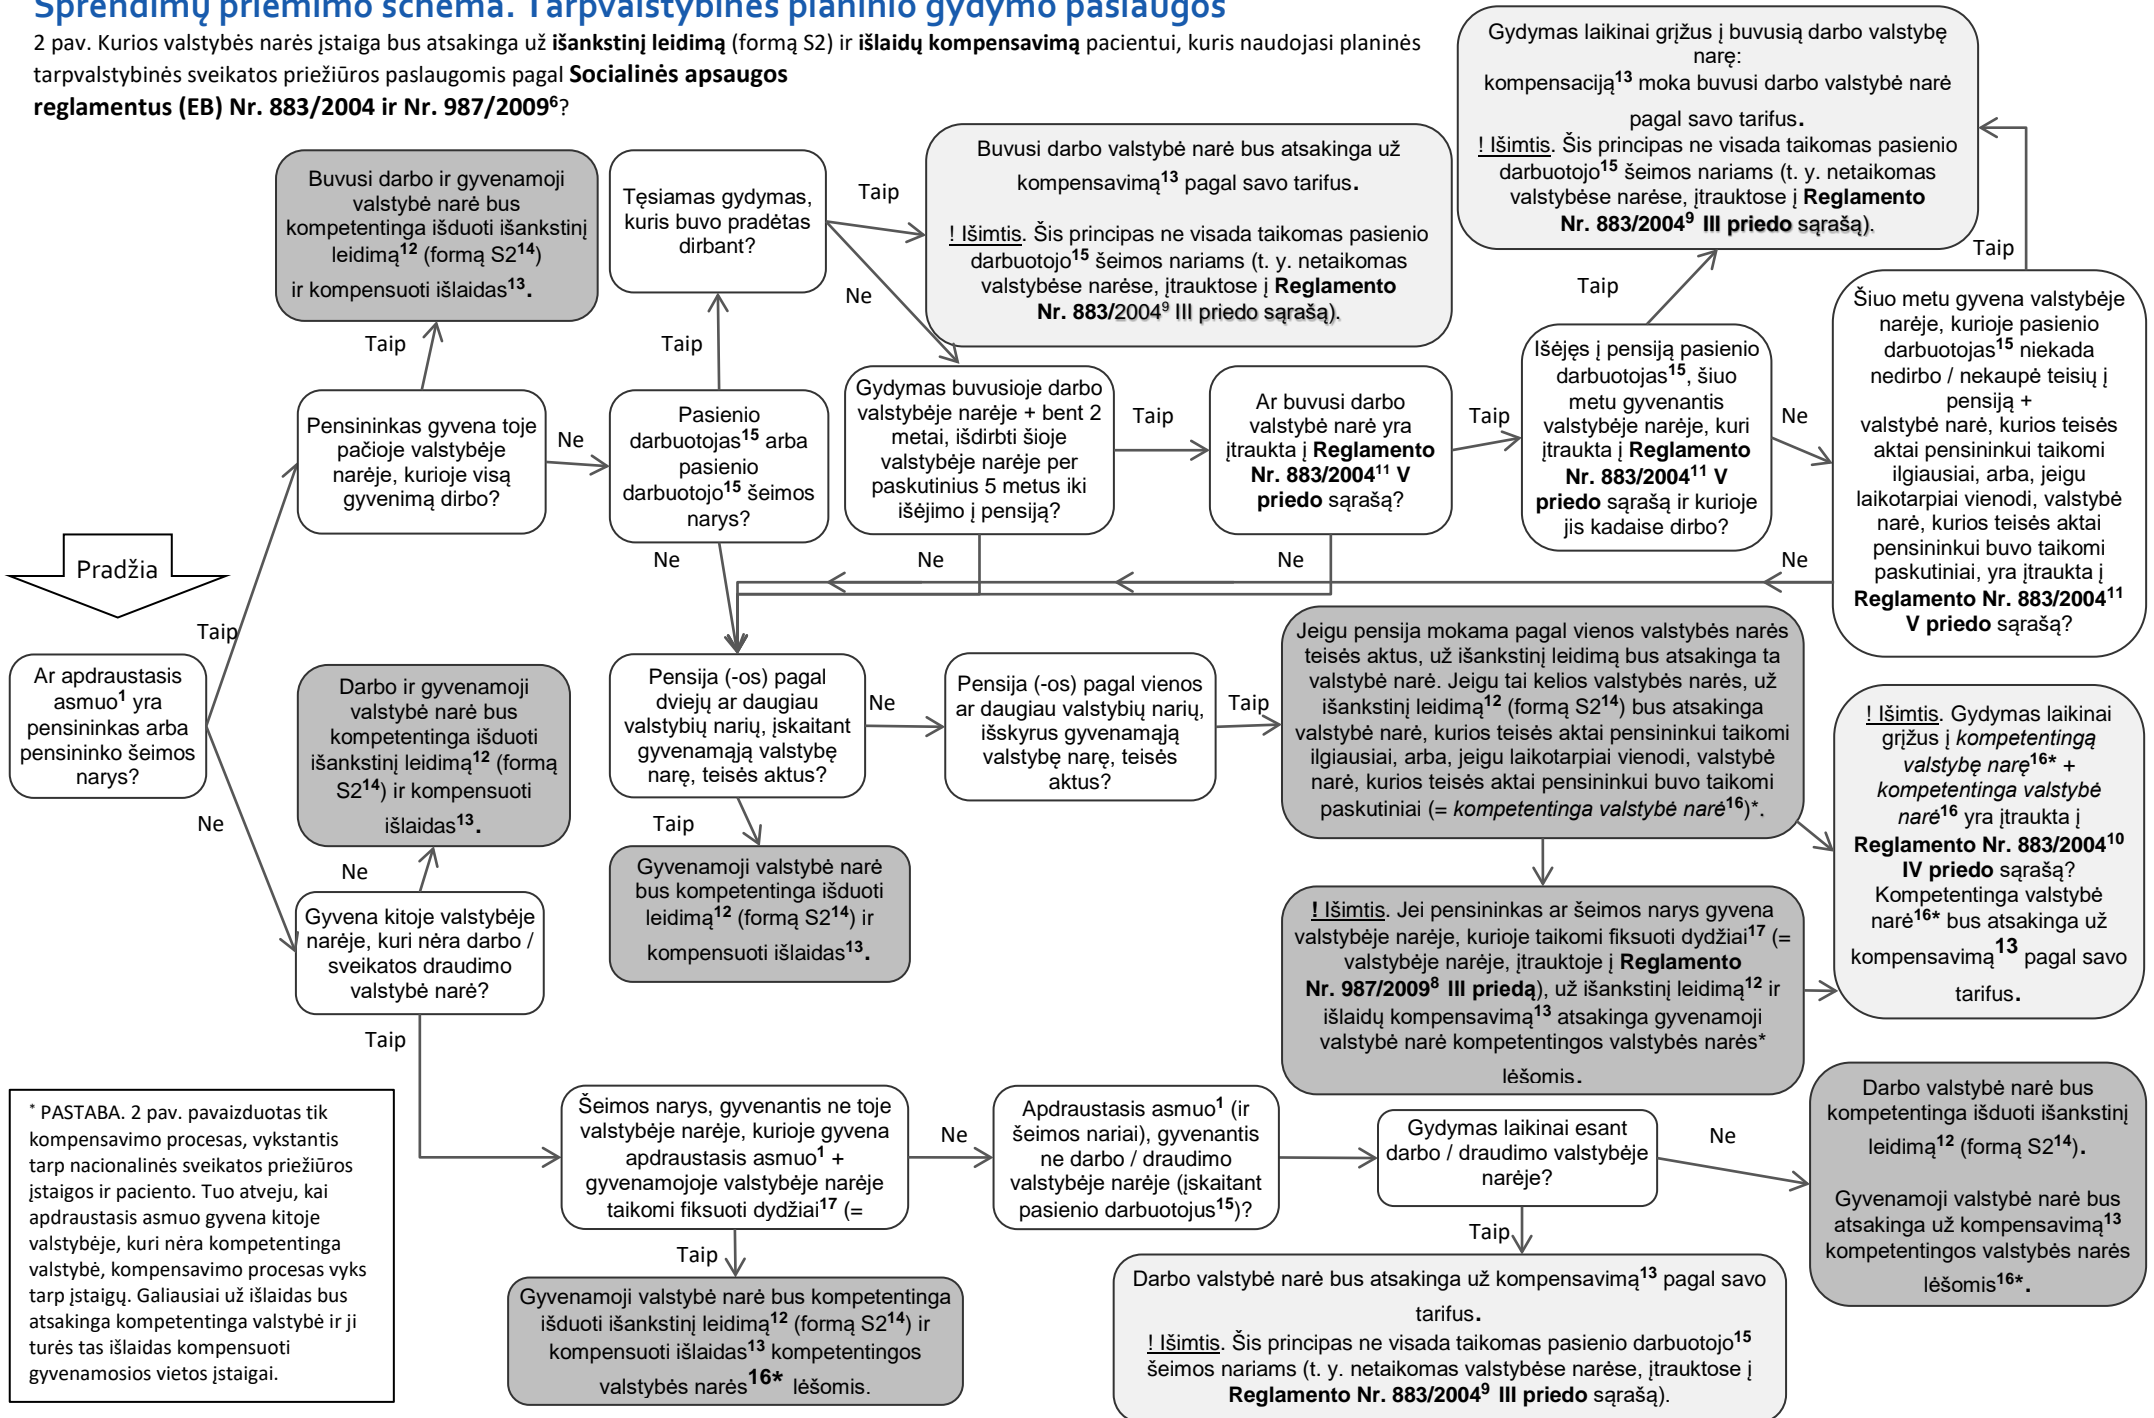 Sprendimų priėmimo schema. Tarpvalstybinės planinio gydymo paslaugos
2 pav. Kurios valstybės narės įstaiga bus atsakinga už išankstinį leidimą (formą S2) ir išlaidų kompensavimą pacientui, kuris naudojasi planinės
tarpvalstybinės sveikatos priežiūros paslaugomis pagal Socialinės apsaugos
reglamentus (EB) Nr. 883/2004 ir Nr. 987/2009⁶?
Gydymas laikinai grįžus į buvusią darbo valstybę
narę:
kompensaciją¹³ moka buvusi darbo valstybė narė
pagal savo tarifus.
! Išimtis. Šis principas ne visada taikomas pasienio
darbuotojo¹⁵ šeimos nariams (t. y. netaikomas
valstybėse narėse, įtrauktose į Reglamento
Nr. 883/2004⁹ III priedo sąrašą).
Buvusi darbo ir gyvenamoji
valstybė narė bus
kompetentinga išduoti išankstinį
leidimą¹² (formą S2¹⁴)
ir kompensuoti išlaidas¹³.
Tęsiamas gydymas,
kuris buvo pradėtas
dirbant?
Taip
Ne
Buvusi darbo valstybė narė bus atsakinga už
kompensavimą¹³ pagal savo tarifus.
! Išimtis. Šis principas ne visada taikomas pasienio
darbuotojo¹⁵ šeimos nariams (t. y. netaikomas
valstybėse narėse, įtrauktose į Reglamento
Nr. 883/2004⁹ III priedo sąrašą).
Taip
Taip
Taip
Taip
Pensininkas gyvena toje
pačioje valstybėje
narėje, kurioje visą
gyvenimą dirbo?
Ne
Pasienio
darbuotojas¹⁵ arba
pasienio
darbuotojo¹⁵ šeimos
narys?
Gydymas buvusioje darbo
valstybėje narėje + bent 2
metai, išdirbti šioje
valstybėje narėje per
paskutinius 5 metus iki
išėjimo į pensiją?
Taip
Ar buvusi darbo
valstybė narė yra
įtraukta į Reglamento
Nr. 883/2004¹¹ V
priedo sąrašą?
Taip
Išėjęs į pensiją pasienio
darbuotojas¹⁵, šiuo
metu gyvenantis
valstybėje narėje, kuri
įtraukta į Reglamento
Nr. 883/2004¹¹ V
priedo sąrašą ir kurioje
jis kadaise dirbo?
Ne
Šiuo metu gyvena valstybėje
narėje, kurioje pasienio
darbuotojas¹⁵ niekada
nedirbo / nekaupė teisių į
pensiją +
valstybė narė, kurios teisės
aktai pensininkui taikomi
ilgiausiai, arba, jeigu
laikotarpiai vienodi, valstybė
narė, kurios teisės aktai
pensininkui buvo taikomi
paskutiniai, yra įtraukta į
Reglamento Nr. 883/2004¹¹
V priedo sąrašą?
Ne
Ne
Ne
Ne
Pradžia
Taip
Ar apdraustasis
asmuo¹ yra
pensininkas arba
pensininko šeimos
narys?
Ne
Darbo ir gyvenamoji
valstybė narė bus
kompetentinga išduoti
išankstinį leidimą¹² (formą
S2¹⁴) ir kompensuoti
išlaidas¹³.
Ne
Pensija (-os) pagal
dviejų ar daugiau
valstybių narių, įskaitant
gyvenamąją valstybę
narę, teisės aktus?
Ne
Pensija (-os) pagal vienos
ar daugiau valstybių narių,
išskyrus gyvenamąją
valstybę narę, teisės
aktus?
Taip
Jeigu pensija mokama pagal vienos valstybės narės
teisės aktus, už išankstinį leidimą bus atsakinga ta
valstybė narė. Jeigu tai kelios valstybės narės, už
išankstinį leidimą¹² (formą S2¹⁴) bus atsakinga
valstybė narė, kurios teisės aktai pensininkui taikomi
ilgiausiai, arba, jeigu laikotarpiai vienodi, valstybė
narė, kurios teisės aktai pensininkui buvo taikomi
paskutiniai (= kompetentinga valstybė narė¹⁶)*.
! Išimtis. Gydymas laikinai
grįžus į kompetentingą
valstybę narę¹⁶* +
kompetentinga valstybė
narė¹⁶ yra įtraukta į
Reglamento Nr. 883/2004¹⁰
IV priedo sąrašą?
Kompetentinga valstybė
narė¹⁶* bus atsakinga už
kompensavimą¹³ pagal savo
tarifus.
Taip
Gyvenamoji valstybė narė
bus kompetentinga išduoti
leidimą¹² (formą S2¹⁴) ir
kompensuoti išlaidas¹³.
! Išimtis. Jei pensininkas ar šeimos narys gyvena
valstybėje narėje, kurioje taikomi fiksuoti dydžiai¹⁷ (=
valstybėje narėje, įtrauktoje į Reglamento
Nr. 987/2009⁸ III priedą), už išankstinį leidimą¹² ir
išlaidų kompensavimą¹³ atsakinga gyvenamoji
valstybė narė kompetentingos valstybės narės*
lėšomis.
Gyvena kitoje valstybėje
narėje, kuri nėra darbo /
sveikatos draudimo
valstybė narė?
Taip
* PASTABA. 2 pav. pavaizduotas tik
kompensavimo procesas, vykstantis
tarp nacionalinės sveikatos priežiūros
įstaigos ir paciento. Tuo atveju, kai
apdraustasis asmuo gyvena kitoje
valstybėje, kuri nėra kompetentinga
valstybė, kompensavimo procesas vyks
tarp įstaigų. Galiausiai už išlaidas bus
atsakinga kompetentinga valstybė ir ji
turės tas išlaidas kompensuoti
gyvenamosios vietos įstaigai.
Šeimos narys, gyvenantis ne toje
valstybėje narėje, kurioje gyvena
apdraustasis asmuo¹ +
gyvenamojoje valstybėje narėje
taikomi fiksuoti dydžiai¹⁷ (=
Ne
Apdraustasis asmuo¹ (ir
šeimos nariai), gyvenantis
ne darbo / draudimo
valstybėje narėje (įskaitant
pasienio darbuotojus¹⁵)?
Gydymas laikinai esant
darbo / draudimo valstybėje
narėje?
Ne
Darbo valstybė narė bus
kompetentinga išduoti išankstinį
leidimą¹² (formą S2¹⁴).
Gyvenamoji valstybė narė bus
atsakinga už kompensavimą¹³
kompetentingos valstybės narės
lėšomis¹⁶*.
Taip
Gyvenamoji valstybė narė bus kompetentinga
išduoti išankstinį leidimą¹² (formą S2¹⁴) ir
kompensuoti išlaidas¹³ kompetentingos
valstybės narės¹⁶* lėšomis.
Taip
Darbo valstybė narė bus atsakinga už kompensavimą¹³ pagal savo
tarifus.
! Išimtis. Šis principas ne visada taikomas pasienio darbuotojo¹⁵
šeimos nariams (t. y. netaikomas valstybėse narėse, įtrauktose į
Reglamento Nr. 883/2004⁹ III priedo sąrašą).